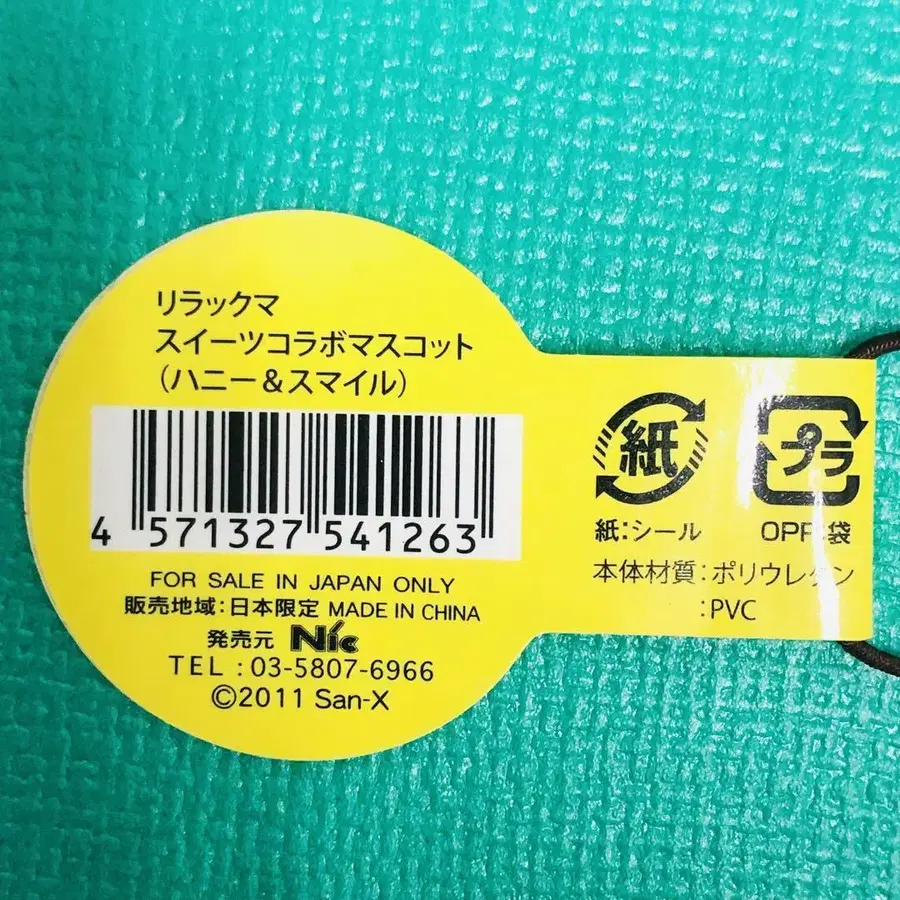 リラックマ
スイーツコラボマスコット
(ハニー&スマイル)
4 571327 541263
FOR SALE IN JAPAN ONLY
販売地域:日本限定 MADE IN CHINA
発売元 Nic
TEL:03-5807-6966
©2011 San-X
紙
プラ
紙:シール
OPP:袋
本体材質:ポリウレタン
:PVC